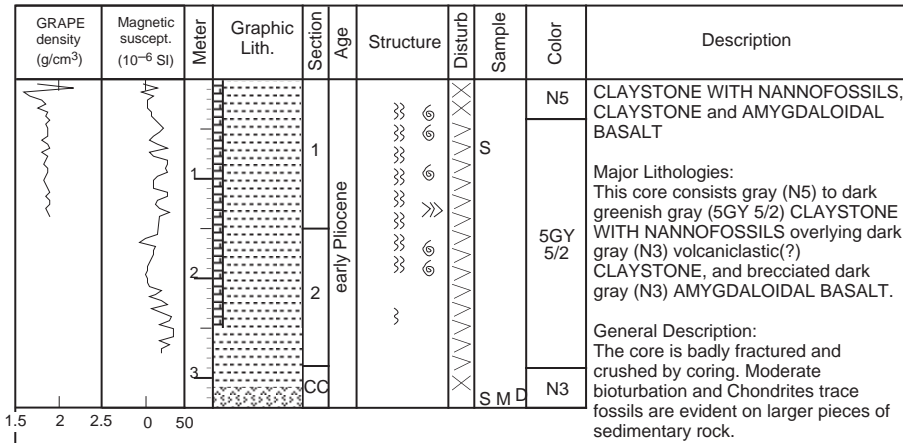 GRAPE
density
(g/cm3)
Magnetic
suscept.
(10–6 SI)
Meter
Graphic
Lith.
Section
Age
Structure
Disturb
Sample
Color
Description
1
2
3
1
2
CC
early Pliocene
S
S M D
N5
5GY
5/2
N3
CLAYSTONE WITH NANNOFOSSILS,
CLAYSTONE and AMYGDALOIDAL
BASALT
Major Lithologies:
This core consists gray (N5) to dark
greenish gray (5GY 5/2) CLAYSTONE
WITH NANNOFOSSILS overlying dark
gray (N3) volcaniclastic(?)
CLAYSTONE, and brecciated dark
gray (N3) AMYGDALOIDAL BASALT.
General Description:
The core is badly fractured and
crushed by coring. Moderate
bioturbation and Chondrites trace
fossils are evident on larger pieces of
sedimentary rock.
1.5 2 2.5 0 50